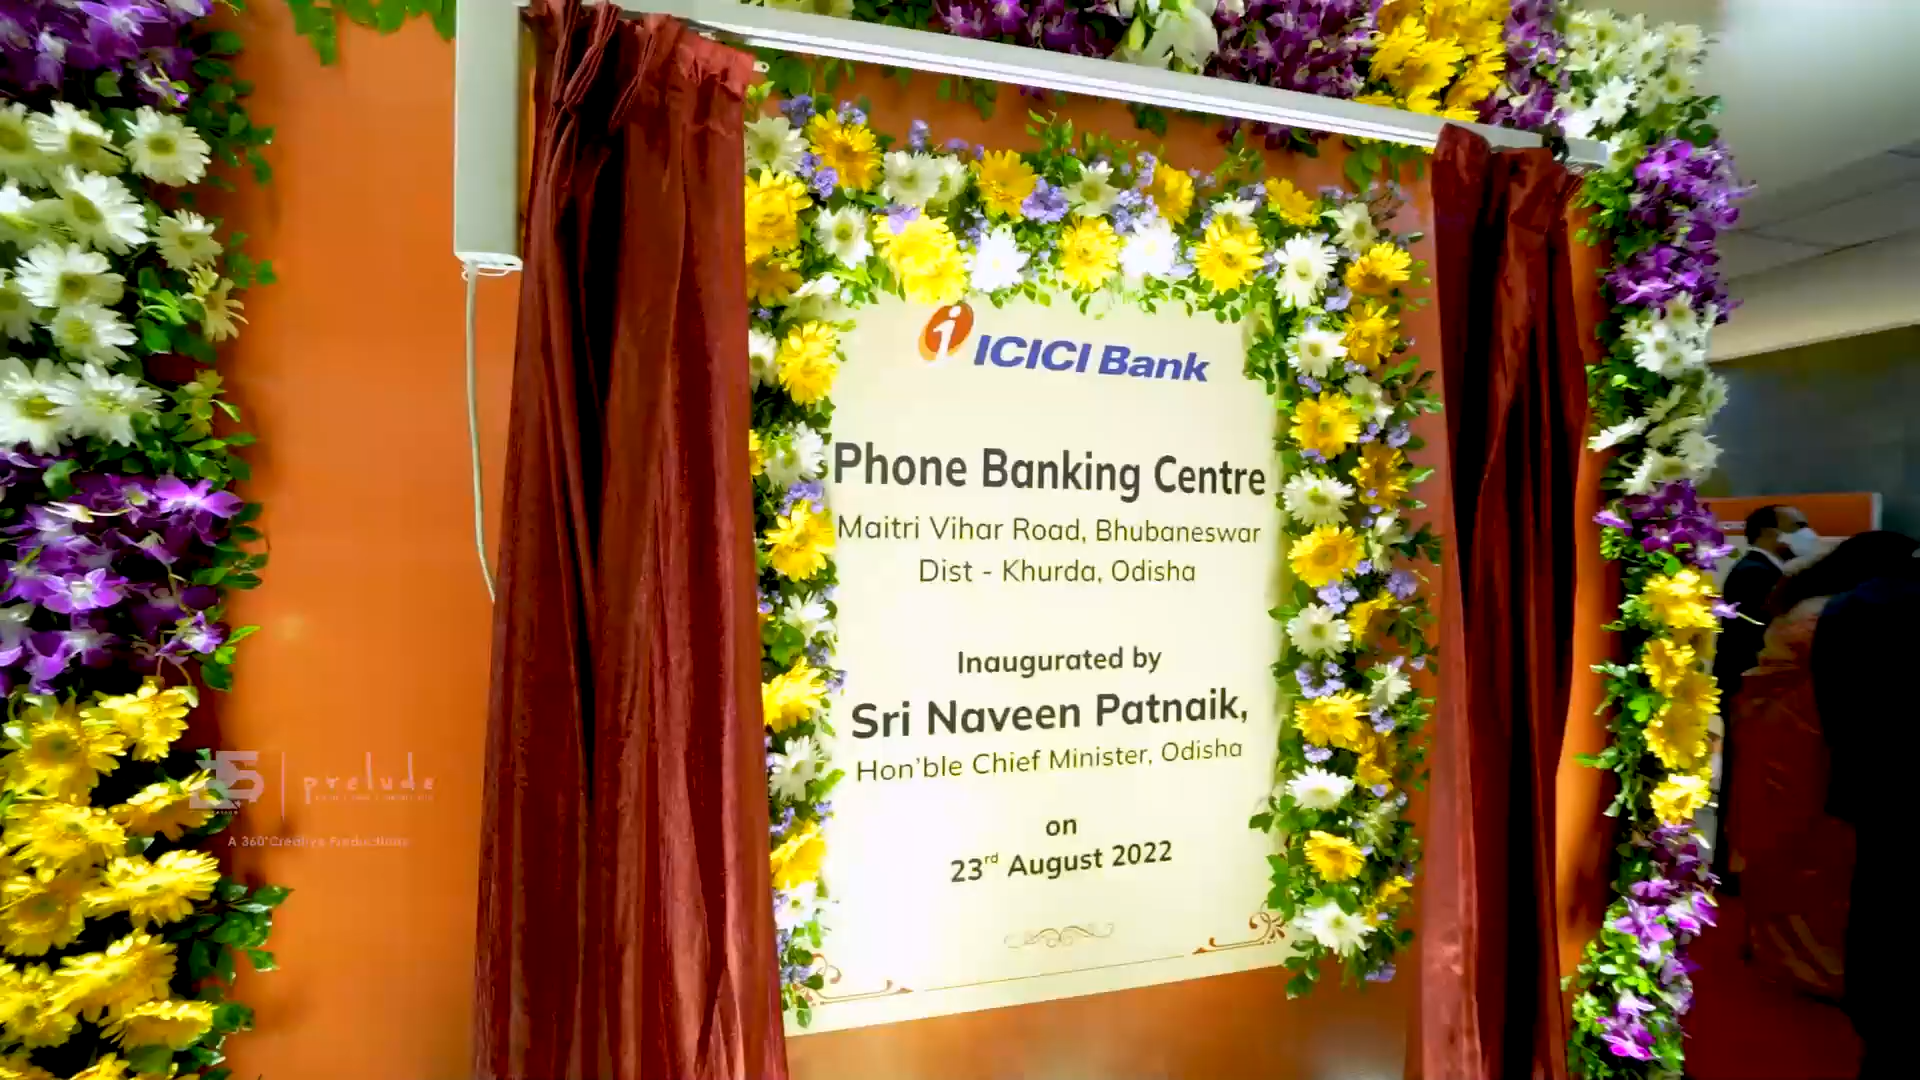 ICICI Bank
Phone Banking Centre
Maitri Vihar Road, Bhubaneswar
Dist - Khurda, Odisha
Inaugurated by
Sri Naveen Patnaik,
Hon'ble Chief Minister, Odisha
on
23rd August 2022
prelude
A 360°Creative Productions